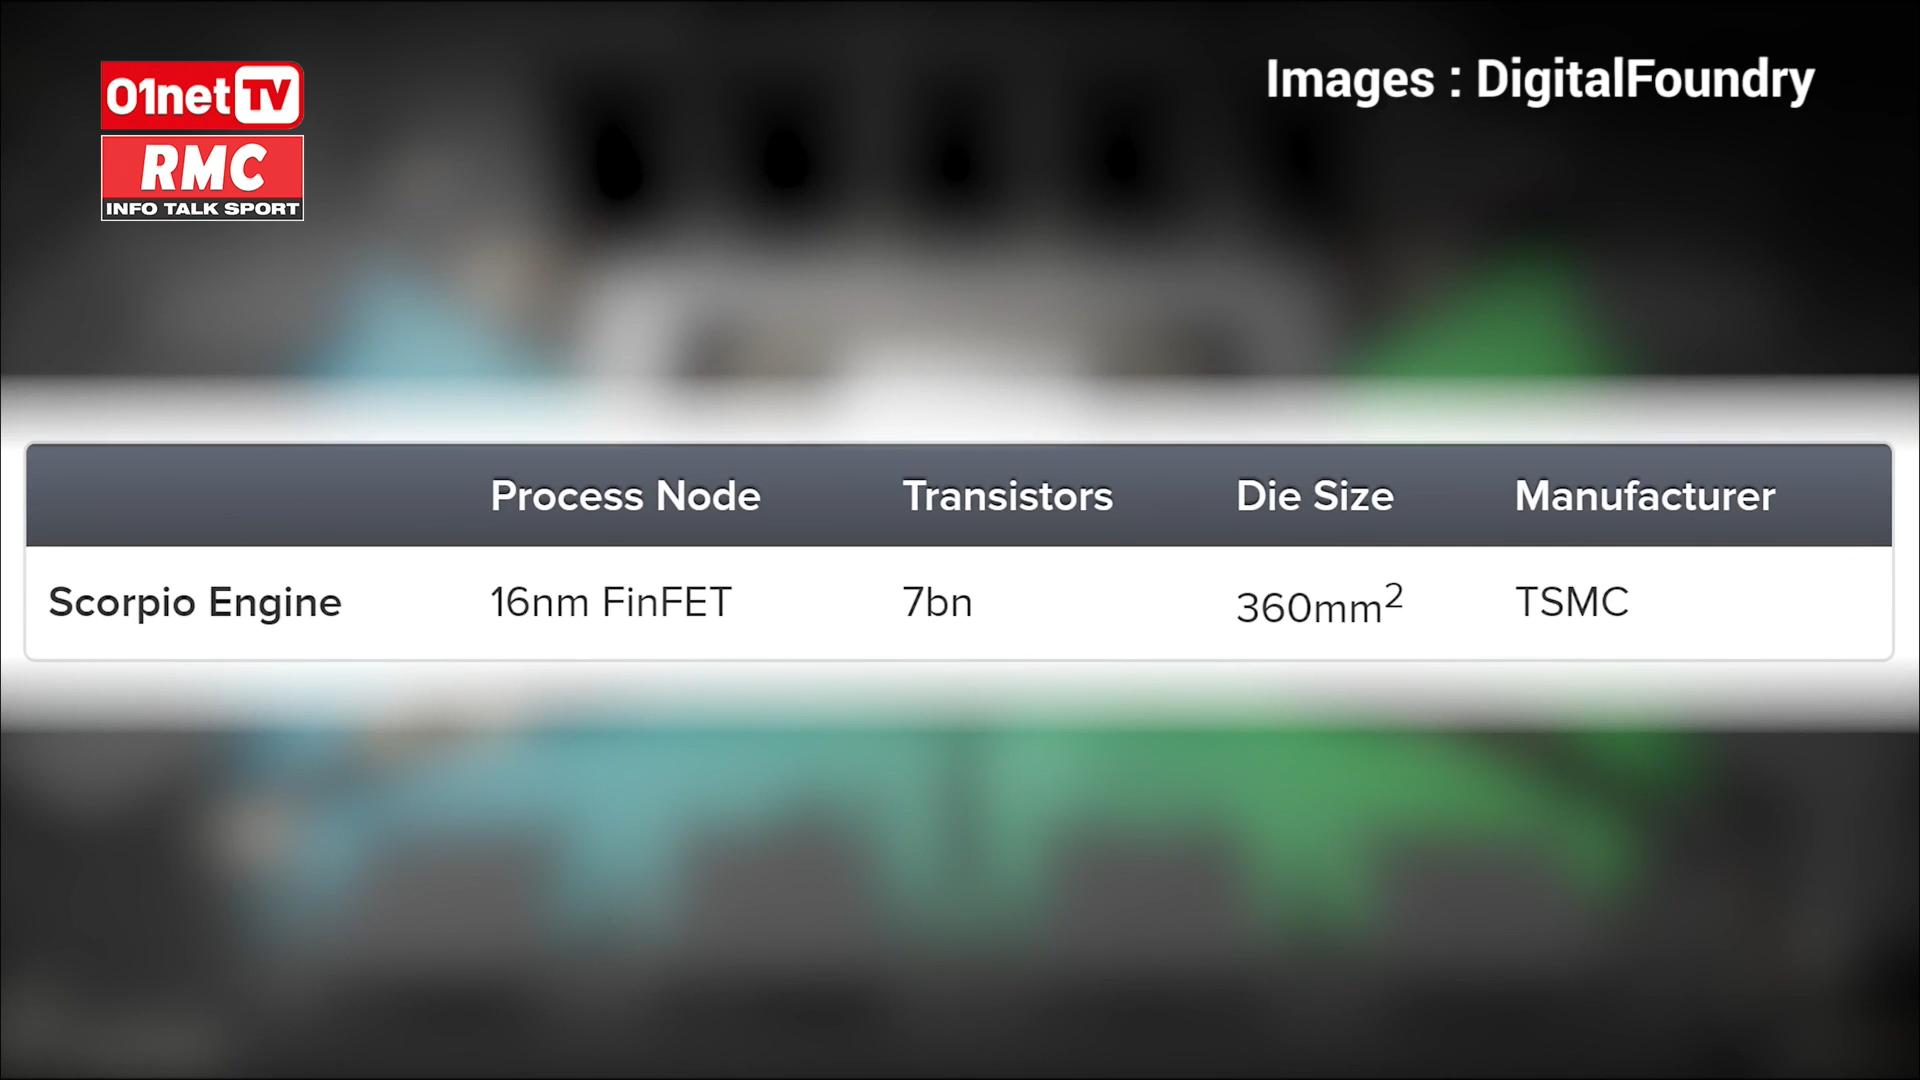 01net TV
RMC
INFO TALK SPORT
Images : DigitalFoundry
Process Node Transistors Die Size Manufacturer
Scorpio Engine 16nm FinFET 7bn 360mm² TSMC